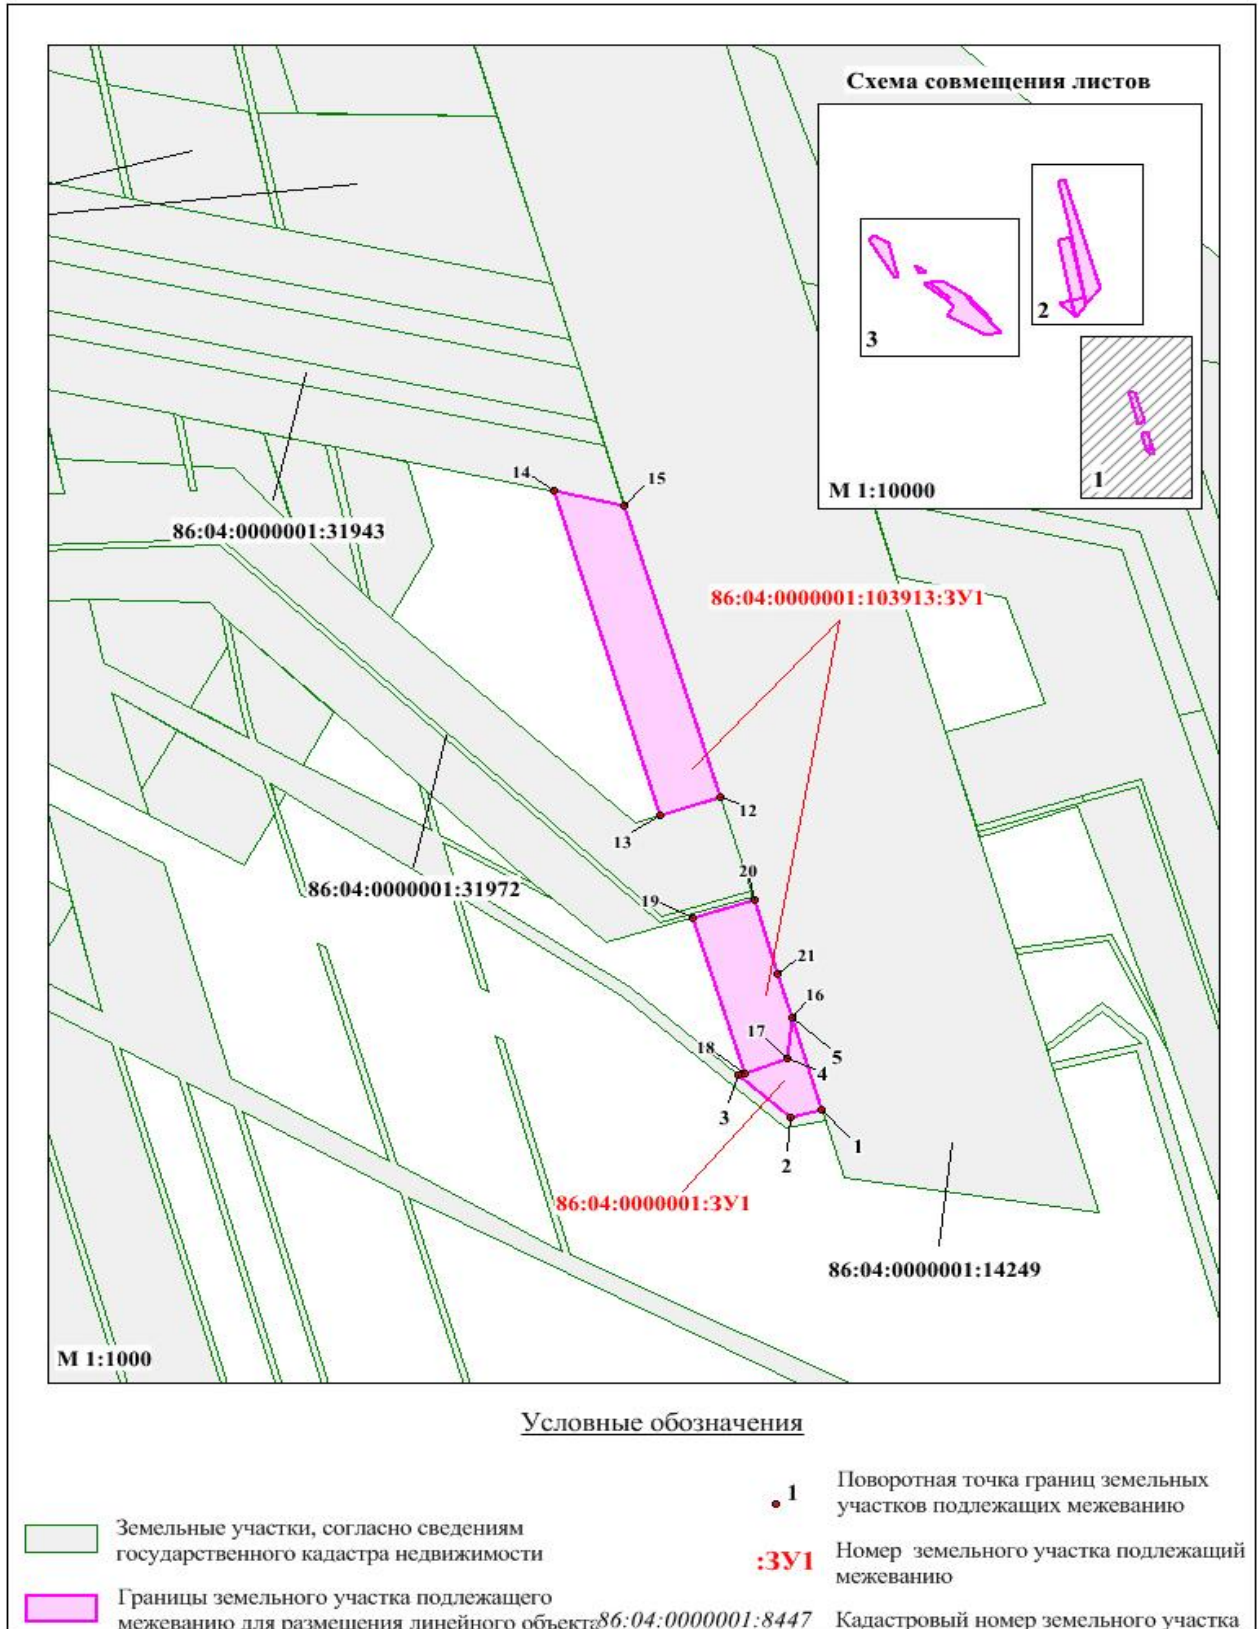 Схема совмещения листов
3
2
1
М 1:10000
14
15
86:04:0000001:31943
86:04:0000001:103913:ЗУ1
12
13
20
86:04:0000001:31972
19
21
16
17
5
18
4
3
1
2
86:04:0000001:ЗУ1
86:04:0000001:14249
М 1:1000
Условные обозначения
Земельные участки, согласно сведениям
государственного кадастра недвижимости
Границы земельного участка подлежащего
межеванию для размещения линейного объекта
1
Поворотная точка границ земельных
участков подлежащих межеванию
:ЗУ1
Номер земельного участка подлежащий
межеванию
86:04:0000001:8447
Кадастровый номер земельного участка